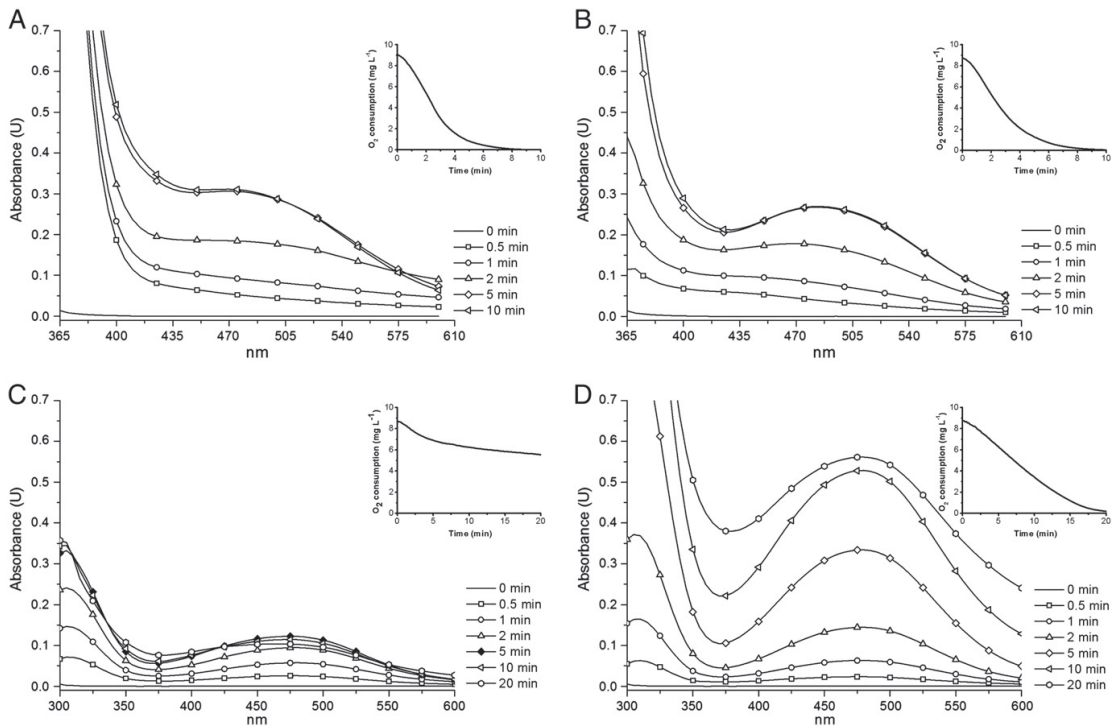 A
Absorbance (U)
0.7
0.6
0.5
0.4
0.3
0.2
0.1
0.0
365 400 435 470 505 540 575 610
nm
O2 consumption (mg L-1)
10
8
6
4
2
0
0 2 4 6 8 10
Time (min)
0 min
0.5 min
1 min
2 min
5 min
10 min
B
Absorbance (U)
0.7
0.6
0.5
0.4
0.3
0.2
0.1
0.0
365 400 435 470 505 540 575 610
nm
O2 consumption (mg L-1)
10
8
6
4
2
0
0 2 4 6 8 10
Time (min)
0 min
0.5 min
1 min
2 min
5 min
10 min
C
Absorbance (U)
0.7
0.6
0.5
0.4
0.3
0.2
0.1
0.0
300 350 400 450 500 550 600
nm
O2 consumption (mg L-1)
10
8
6
4
2
0
0 5 10 15 20
Time (min)
0 min
0.5 min
1 min
2 min
5 min
10 min
20 min
D
Absorbance (U)
0.7
0.6
0.5
0.4
0.3
0.2
0.1
0.0
300 350 400 450 500 550 600
nm
O2 consumption (mg L-1)
10
8
6
4
2
0
0 5 10 15 20
Time (min)
0 min
0.5 min
1 min
2 min
5 min
10 min
20 min